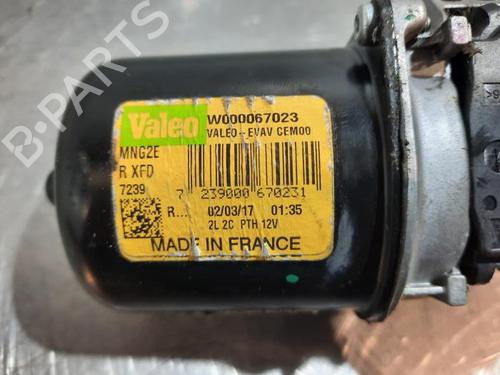 B-PARTS
Valeo
W000067023
VALEO-EVAV CEM00
MNG2E
R XFD
7239
7 239000 670231
R... 02/03/17 01:35
2L 2C PTH 12V
MADE IN FRANCE